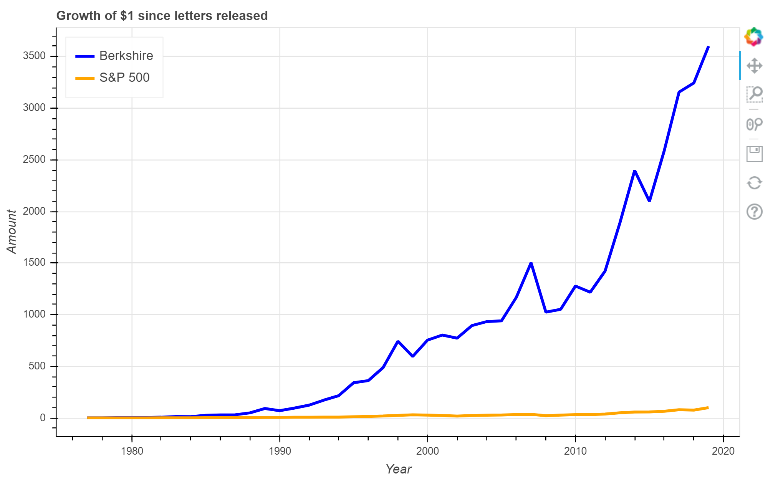 Growth of $1 since letters released
Berkshire
S&P 500
3500
3000
2500
2000
1500
1000
500
0
Amount
1980
1990
2000
2010
2020
Year